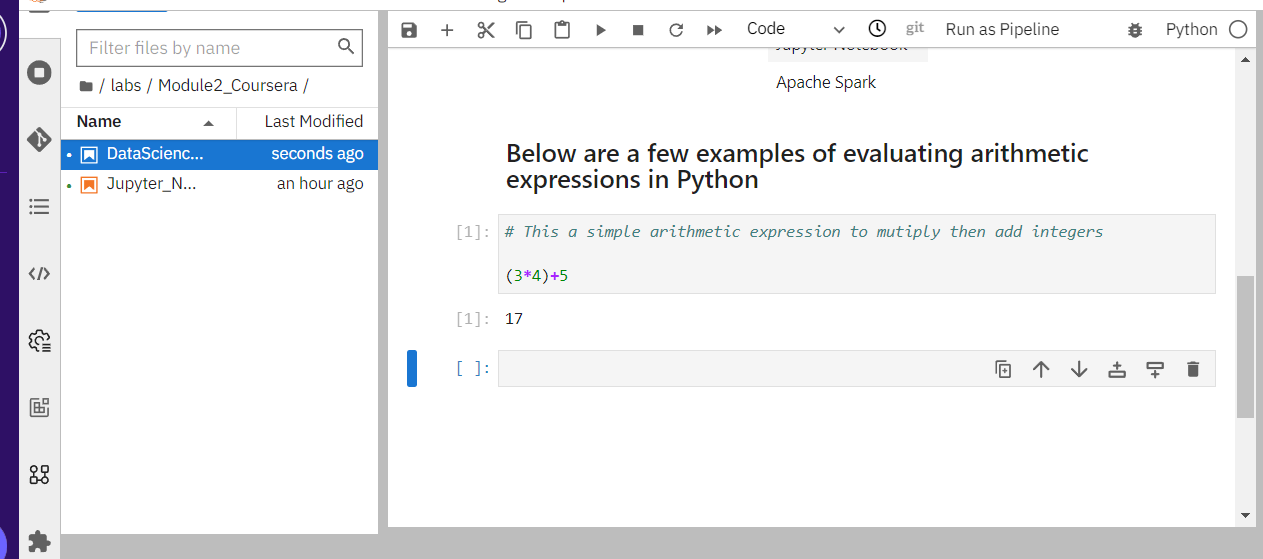 Filter files by name
/ labs / Module2_Coursera /
Name Last Modified
DataScienc... seconds ago
Jupyter_N... an hour ago
Code git Run as Pipeline Python
Jupyter Notebook
Apache Spark
Below are a few examples of evaluating arithmetic
expressions in Python
[1]: # This a simple arithmetic expression to mutiply then add integers
(3*4)+5
[1]: 17
[ ]: